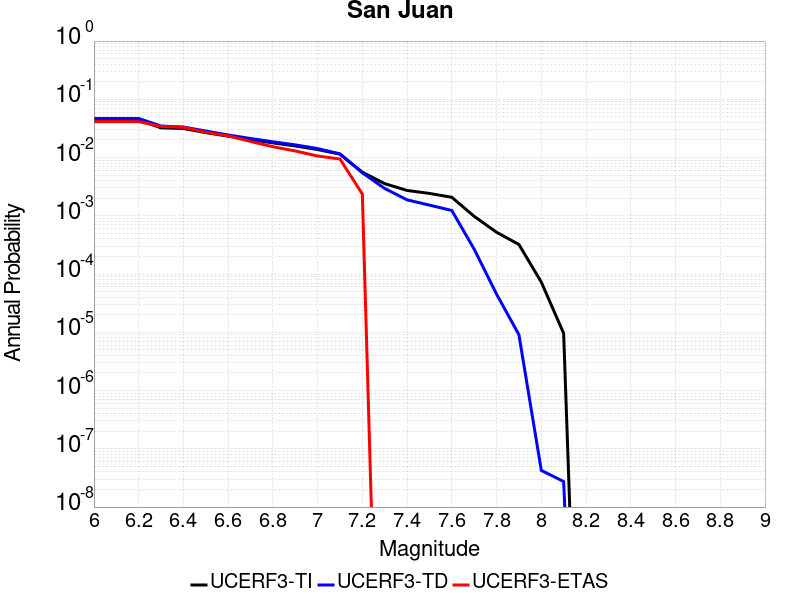 San Juan
10^0
10^-1
10^-2
10^-3
10^-4
10^-5
10^-6
10^-7
10^-8
Annual Probability
6 6.2 6.4 6.6 6.8 7 7.2 7.4 7.6 7.8 8 8.2 8.4 8.6 8.8 9
Magnitude
UCERF3-TI UCERF3-TD UCERF3-ETAS